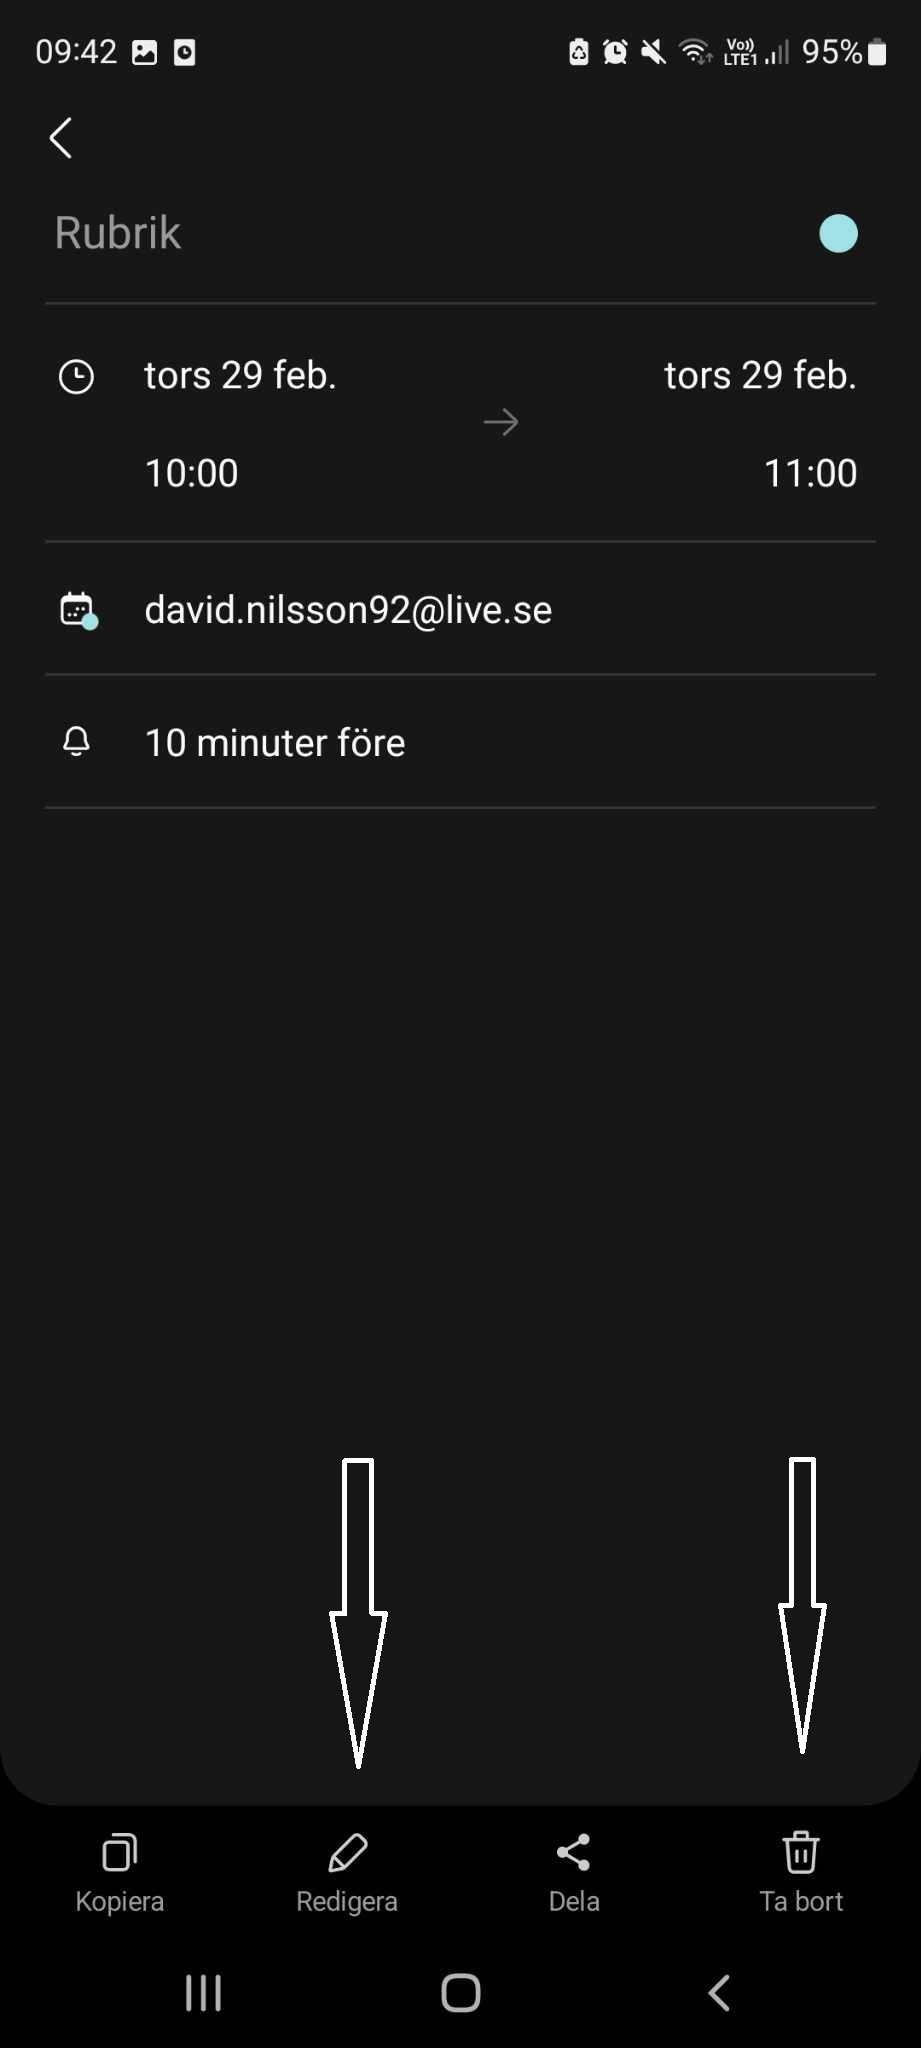 09:42 Vo)) LTE1 95%
Rubrik
tors 29 feb. tors 29 feb.
10:00 11:00
david.nilsson92@live.se
10 minuter före
Kopiera Redigera Dela Ta bort